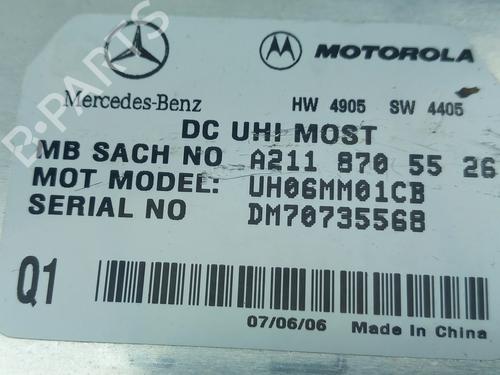 MOTOROLA
Mercedes-Benz HW 4905 SW 4405
DC UHI MOST
MB SACH NO A211 870 55 26
MOT MODEL: UH06MM01CB
SERIAL NO DM70735568
Q1
07/06/06 Made in China
B-PARTS